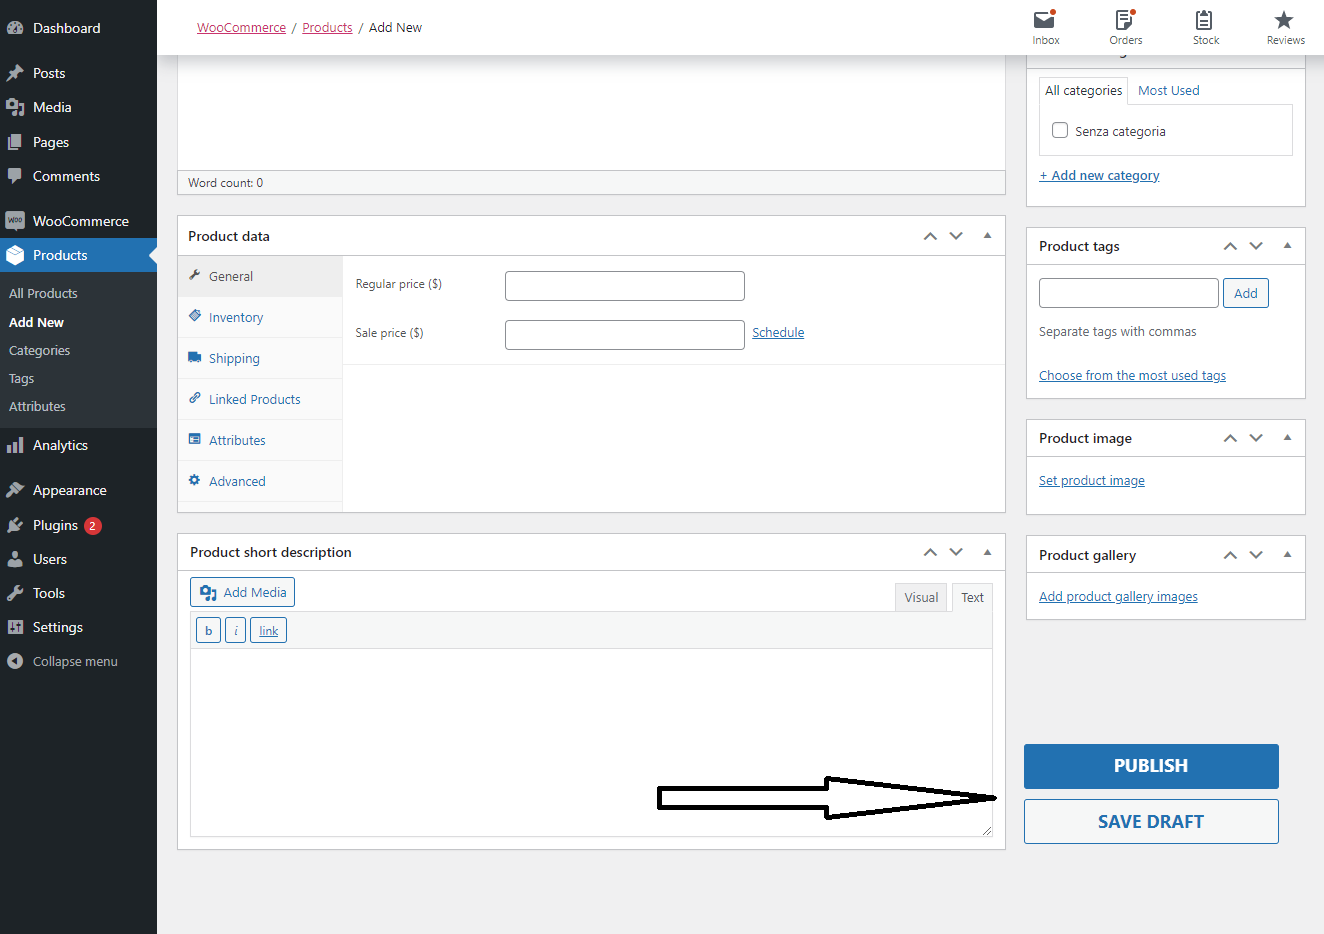 Dashboard
Posts
Media
Pages
Comments
WOO WooCommerce
Products
All Products
Add New
Categories
Tags
Attributes
Analytics
Appearance
Plugins 2
Users
Tools
Settings
Collapse menu
WooCommerce / Products / Add New
Inbox
Orders
Stock
Reviews
Word count: 0
Product data
General
Inventory
Shipping
Linked Products
Attributes
Advanced
Regular price ($)
Sale price ($)
Schedule
Product short description
Add Media
Visual
Text
b
i
link
All categories
Most Used
Senza categoria
+ Add new category
Product tags
Add
Separate tags with commas
Choose from the most used tags
Product image
Set product image
Product gallery
Add product gallery images
PUBLISH
SAVE DRAFT